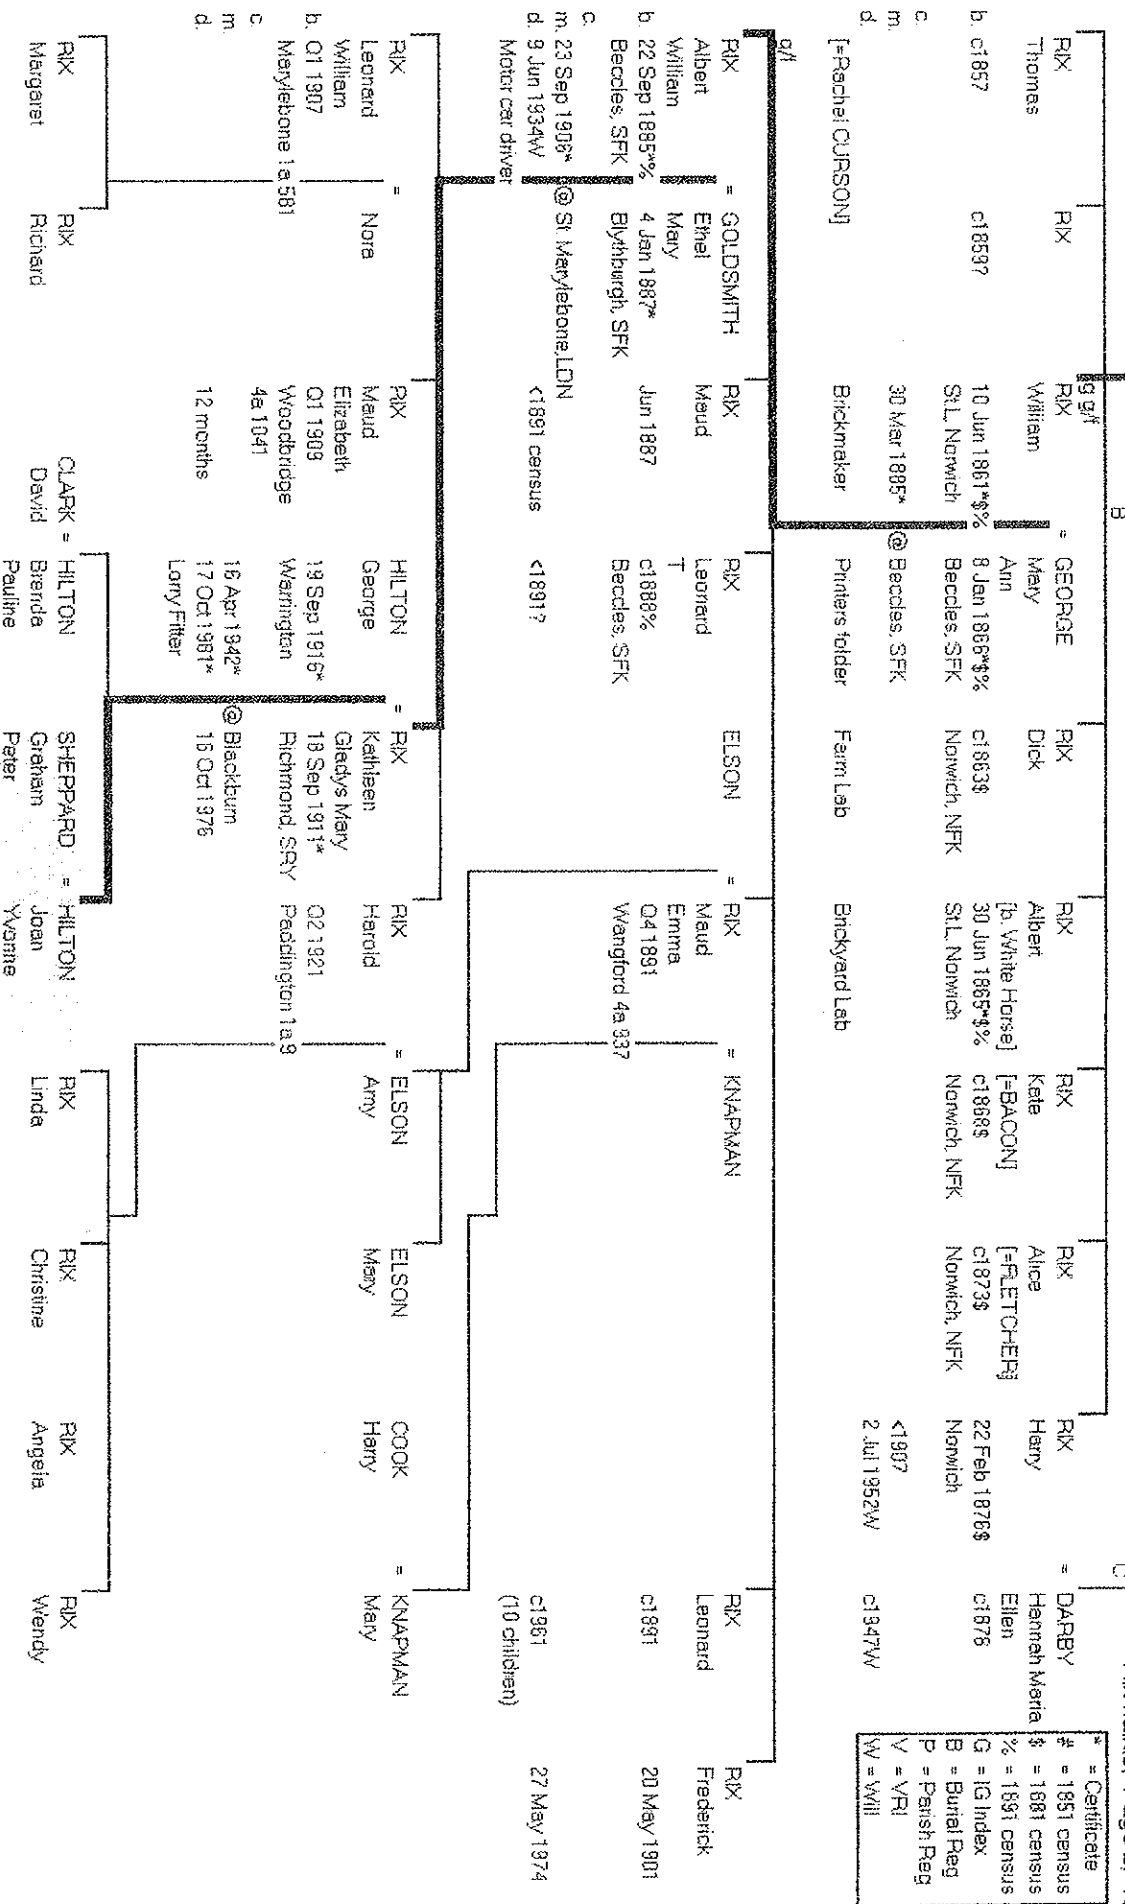 B
C
* = Certificate
# = 1851 census
$ = 1881 census
% = 1891 census
G = IG Index
B = Burial Reg
P = Parish Reg
V = VRI
W = Will
RIX
Thomas
b. c1857
c.
m.
d.
[=Rachel CURSON]
RIX
c1859?
g g/f
RIX
William
10 Jun 1861*$%
St.L. Norwich
30 Mar 1885*
@ Beccles, SFK
Brickmaker
=
GEORGE
Mary
Ann
8 Jan 1866*$%
Beccles, SFK
Printers folder
RIX
Dick
c1863$
Norwich, NFK
Farm Lab
RIX
Albert
[b. White Horse]
30 Jun 1865*$%
St.L. Norwich
Brickyard Lab
RIX
Kate
[=BACON]
c1868$
Norwich, NFK
RIX
Alice
[=FLETCHER]
c1873$
Norwich, NFK
RIX
Harry
22 Feb 1876$
Norwich
<1907
2 Jul 1952W
=
DARBY
Hannah Maria
Ellen
c1876
c1947W
g/f
RIX
Albert
William
b. 22 Sep 1885*%
Beccles, SFK
c.
m. 23 Sep 1906*
@ St. Marylebone, LDN
d. 9 Jun 1934W
Motor car driver
=
GOLDSMITH
Ethel
Mary
4 Jan 1887*
Blythburgh, SFK
RIX
Maud
Jun 1887
<1891 census
RIX
Leonard
T
c1888%
Beccles, SFK
<1891?
ELSON
=
RIX
Maud
Emma
Q4 1891
Wangford 4a 937
=
KNAPMAN
RIX
Leonard
c1891
c1961
(10 children)
RIX
Frederick
20 May 1901
27 May 1974
RIX
Leonard
William
b. Q1 1907
Marylebone 1a 581
c.
m.
d.
=
Nora
RIX
Maud
Elizabeth
Q1 1909
Woodbridge
4a 1041
12 months
HILTON
George
19 Sep 1916*
Warrington
16 Apr 1942*
@ Blackburn
17 Oct 1981*
Lorry Fitter
=
RIX
Kathleen
Gladys Mary
18 Sep 1911*
Richmond, SRY
16 Oct 1976
RIX
Harold
Q2 1921
Paddington 1a 9
=
ELSON
Amy
ELSON
Mary
COOK
Harry
=
KNAPMAN
Mary
RIX
Margaret
RIX
Richard
CLARK
David
=
HILTON
Brenda
Pauline
SHEPPARD
Graham
Peter
=
HILTON
Joan
Yvonne
RIX
Linda
RIX
Christine
RIX
Angela
RIX
Wendy